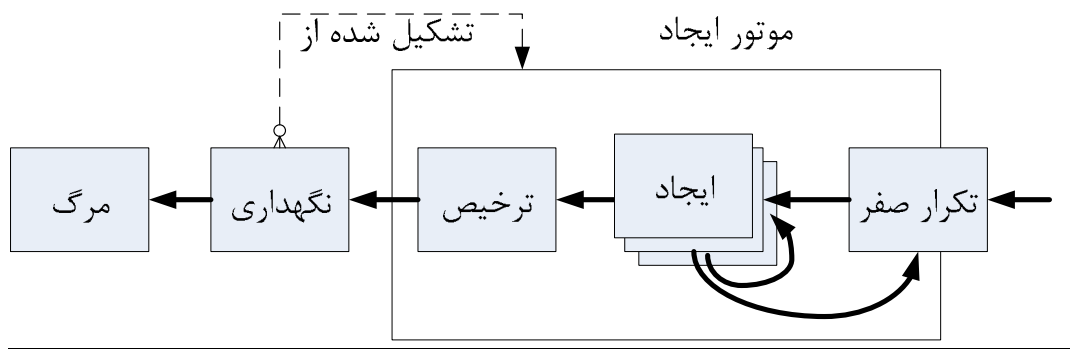 موتور ایجاد
تشکیل شده از
تکرار صفر
ایجاد
ترخیص
نگهداری
مرگ